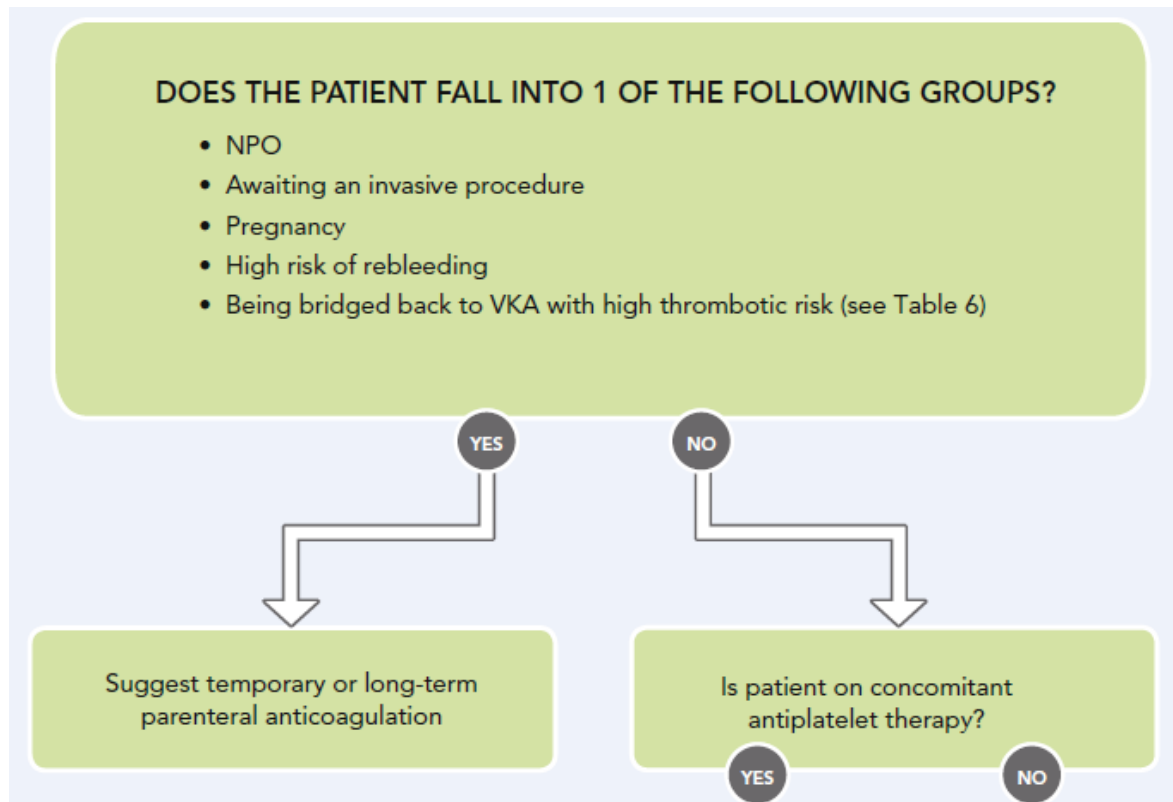 DOES THE PATIENT FALL INTO 1 OF THE FOLLOWING GROUPS?
• NPO
• Awaiting an invasive procedure
• Pregnancy
• High risk of rebleeding
• Being bridged back to VKA with high thrombotic risk (see Table 6)
YES
NO
Suggest temporary or long-term
parenteral anticoagulation
Is patient on concomitant
antiplatelet therapy?
YES
NO